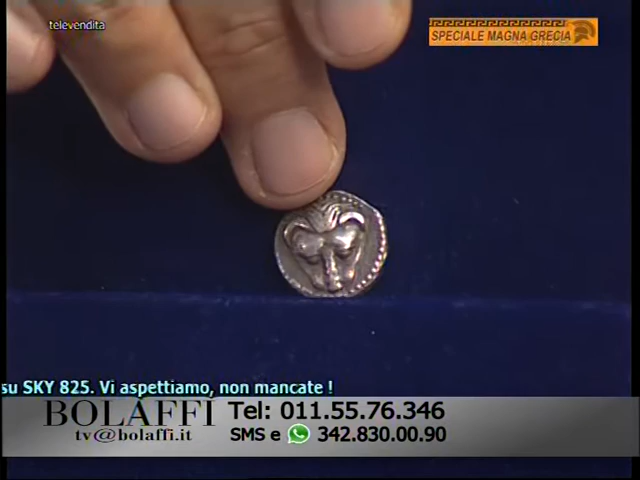 televendita
SPECIALE MAGNA GRECIA
su SKY 825. Vi aspettiamo, non mancate !
BOLAFFI
tv@bolaffi.it
Tel: 011.55.76.346
SMS e 342.830.00.90